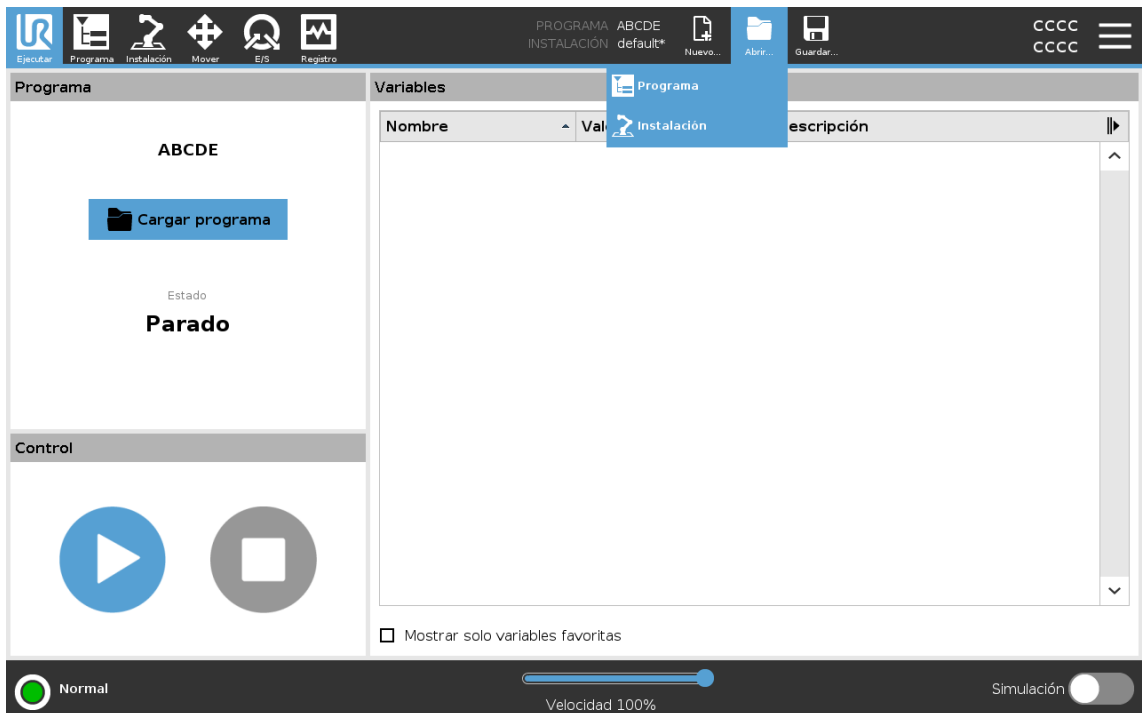 Ejecutar
Programa
Instalación
Mover
E/S
Registro
PROGRAMA ABCDE
INSTALACIÓN default*
Nuevo...
Abrir...
Guardar...
CCCC
CCCC
Programa
Instalación
Programa
ABCDE
Cargar programa
Estado
Parado
Control
Variables
Nombre
escripción
Mostrar solo variables favoritas
Normal
Velocidad 100%
Simulación